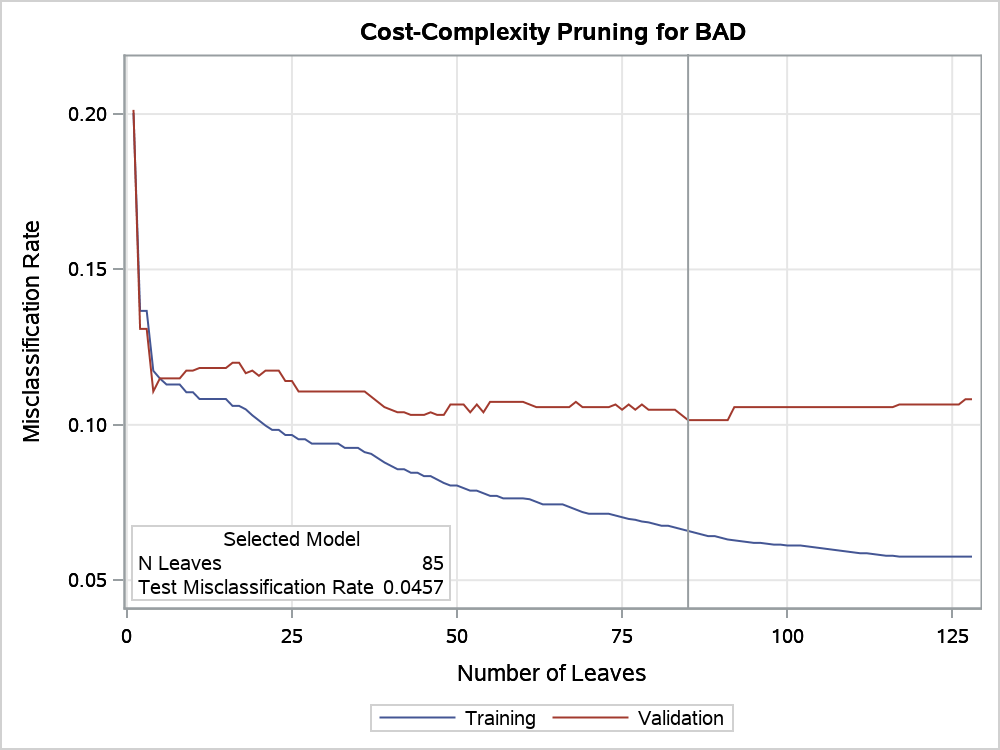 Cost-Complexity Pruning for BAD
Misclassification Rate
0.20
0.15
0.10
0.05
Selected Model
N Leaves 85
Test Misclassification Rate 0.0457
0 25 50 75 100 125
Number of Leaves
Training Validation